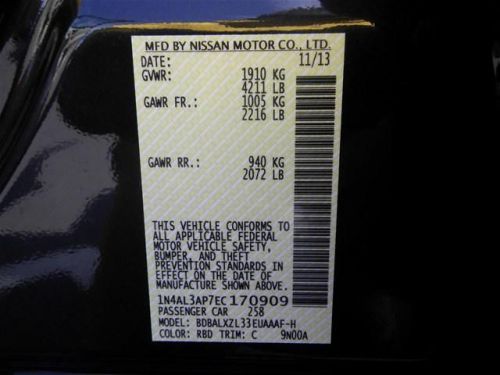 MFD BY NISSAN MOTOR CO., LTD.
DATE: 11/13
GVWR: 1910 KG
4211 LB
GAWR FR.: 1005 KG
2216 LB
GAWR RR.: 940 KG
2072 LB
THIS VEHICLE CONFORMS TO
ALL APPLICABLE FEDERAL
MOTOR VEHICLE SAFETY,
BUMPER, AND THEFT
PREVENTION STANDARDS IN
EFFECT ON THE DATE OF
MANUFACTURE SHOWN ABOVE.
1N4AL3AP7EC170909
PASSENGER CAR 258
MODEL: BDBALXZL33EUAAAF-H
COLOR: RBD TRIM: C 9N00A